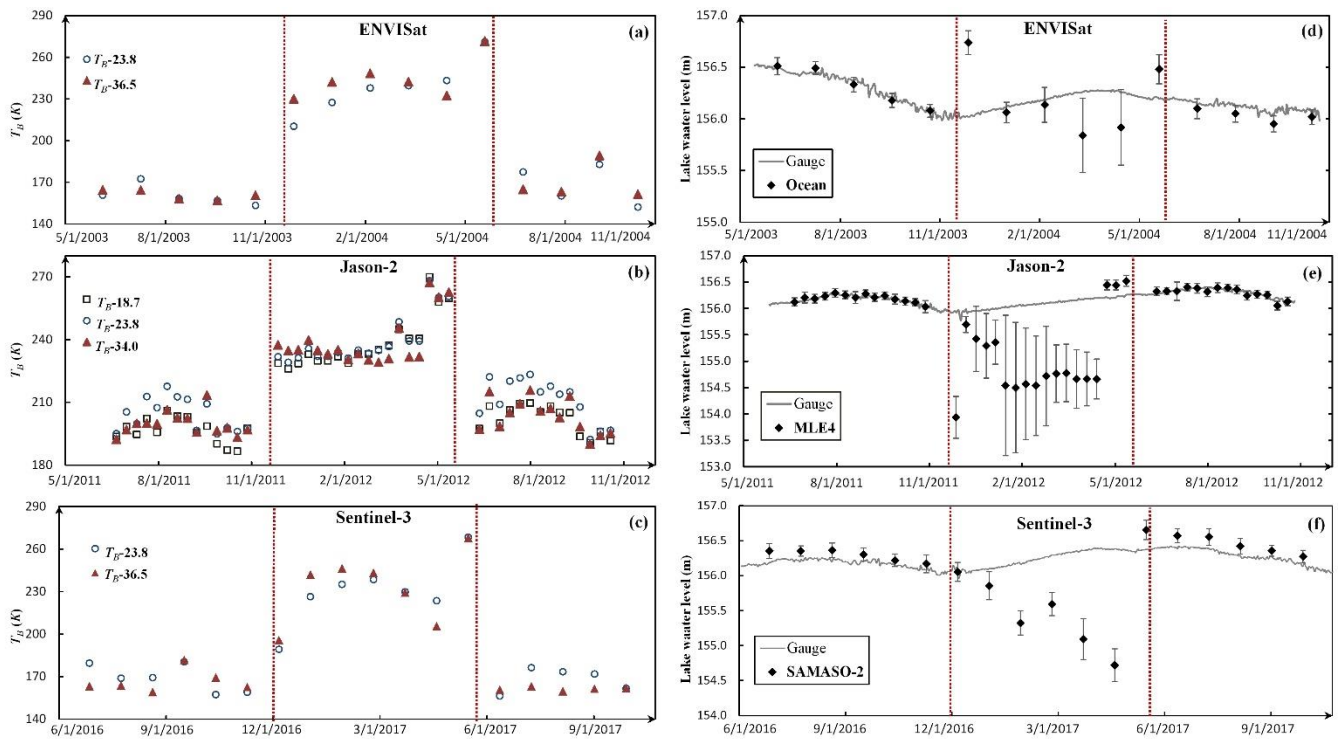 ENVISat
(a)
T_B-23.8
T_B-36.5
T_B (K)
290
260
230
200
170
140
5/1/2003
8/1/2003
11/1/2003
2/1/2004
5/1/2004
8/1/2004
11/1/2004
ENVISat
(d)
Lake waater level (m)
157.0
156.5
156.0
155.5
155.0
Gauge
Ocean
5/1/2003
8/1/2003
11/1/2003
2/1/2004
5/1/2004
8/1/2004
11/1/2004
Jason-2
(b)
T_B-18.7
T_B-23.8
T_B-34.0
T_B (K)
270
240
210
180
5/1/2011
8/1/2011
11/1/2011
2/1/2012
5/1/2012
8/1/2012
11/1/2012
Jason-2
(e)
Lake waater level (m)
157.0
156.0
155.0
154.0
153.0
Gauge
MLE4
5/1/2011
8/1/2011
11/1/2011
2/1/2012
5/1/2012
8/1/2012
11/1/2012
Sentinel-3
(c)
T_B-23.8
T_B-36.5
T_B (K)
290
260
230
200
170
140
6/1/2016
9/1/2016
12/1/2016
3/1/2017
6/1/2017
9/1/2017
Sentinel-3
(f)
Lake waater level (m)
157.0
156.5
156.0
155.5
155.0
154.5
154.0
Gauge
SAMASO-2
6/1/2016
9/1/2016
12/1/2016
3/1/2017
6/1/2017
9/1/2017